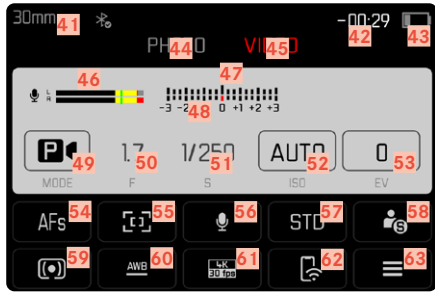 30mm 41 -00:29
42 43
PHOTO 44 VIDEO 45
46 47
L
R
-3 -2 48 0 +1 +2 +3
P 49 1.7 50 1/250 51 AUTO 52 0 53
MODE F S ISO EV
AFs 54 55 56 STD 57 S 58
59 AWB 60 4K 30 fps 61 62 63